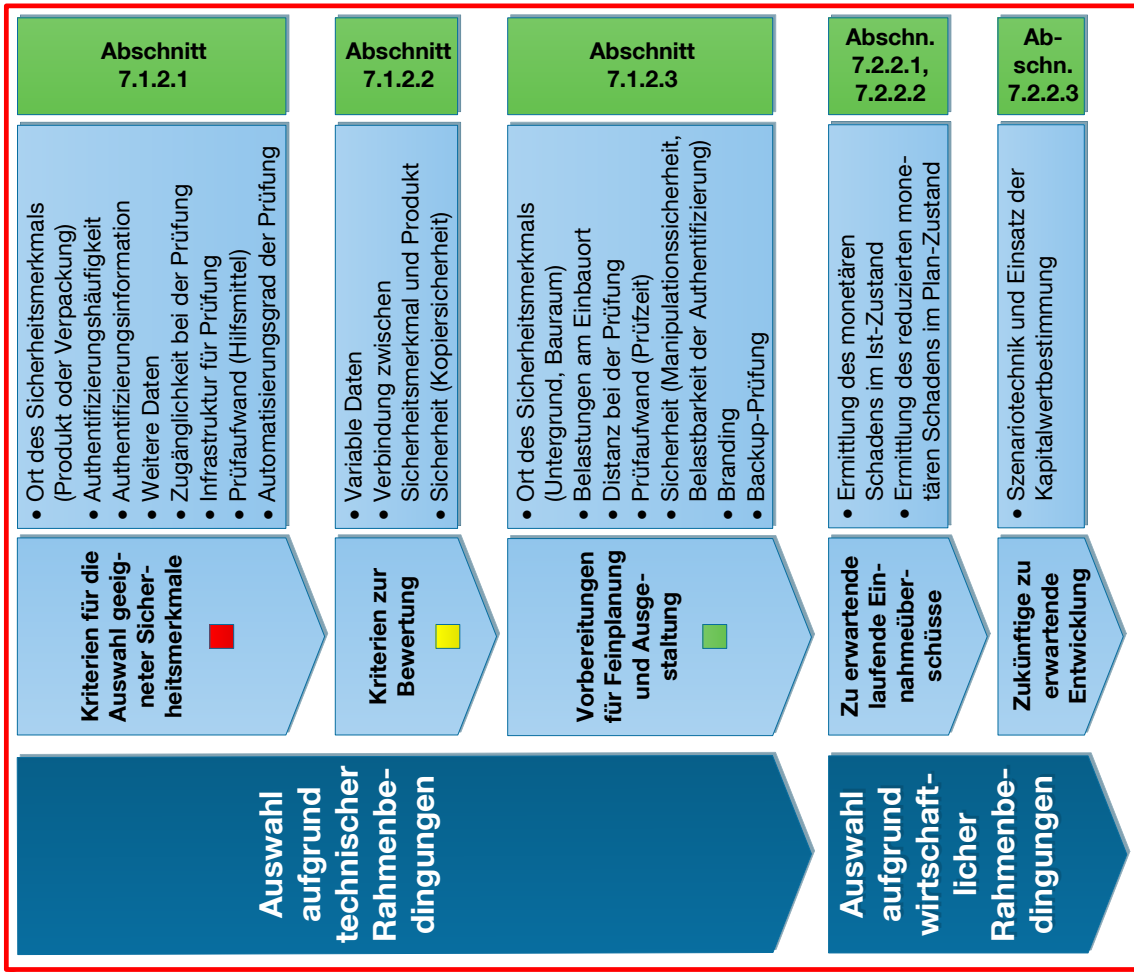 Auswahl
aufgrund
technischer
Rahmenbe-
dingungen
Kriterien für die
Auswahl geeig-
neter Sicher-
heitsmerkmale
• Ort des Sicherheitsmerkmals
(Produkt oder Verpackung)
• Authentifizierungshäufigkeit
• Authentifizierungsinformation
• Weitere Daten
• Zugänglichkeit bei der Prüfung
• Infrastruktur für Prüfung
• Prüfaufwand (Hilfsmittel)
• Automatisierungsgrad der Prüfung
Abschnitt
7.1.2.1
Kriterien zur
Bewertung
• Variable Daten
• Verbindung zwischen
Sicherheitsmerkmal und Produkt
• Sicherheit (Kopiersicherheit)
Abschnitt
7.1.2.2
Vorbereitungen
für Feinplanung
und Ausge-
staltung
• Ort des Sicherheitsmerkmals
(Untergrund, Bauraum)
• Belastungen am Einbauort
• Distanz bei der Prüfung
• Prüfaufwand (Prüfzeit)
• Sicherheit (Manipulationssicherheit,
Belastbarkeit der Authentifizierung)
• Branding
• Backup-Prüfung
Abschnitt
7.1.2.3
Auswahl
aufgrund
wirtschaft-
licher
Rahmenbe-
dingungen
Zu erwartende
laufende Ein-
nahmeüber-
schüsse
• Ermittlung des monetären
Schadens im Ist-Zustand
• Ermittlung des reduzierten mone-
tären Schadens im Plan-Zustand
Abschn.
7.2.2.1,
7.2.2.2
Zukünftige zu
erwartende
Entwicklung
• Szenariotechnik und Einsatz der
Kapitalwertbestimmung
Ab-
schn.
7.2.2.3